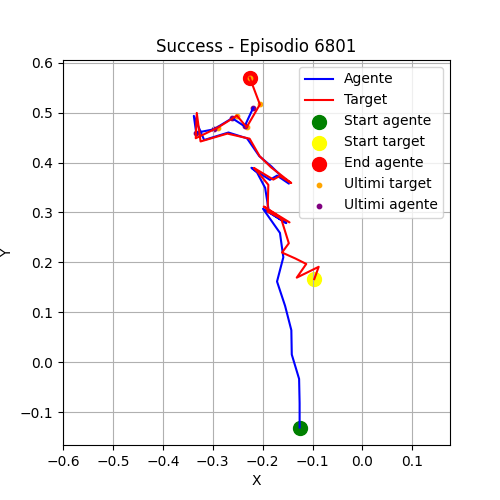 Success - Episodio 6801
Agente
Target
Start agente
Start target
End agente
Ultimi target
Ultimi agente
0.6
0.5
0.4
0.3
0.2
0.1
0.0
−0.1
Y
−0.6
−0.5
−0.4
−0.3
−0.2
−0.1
0.0
0.1
X